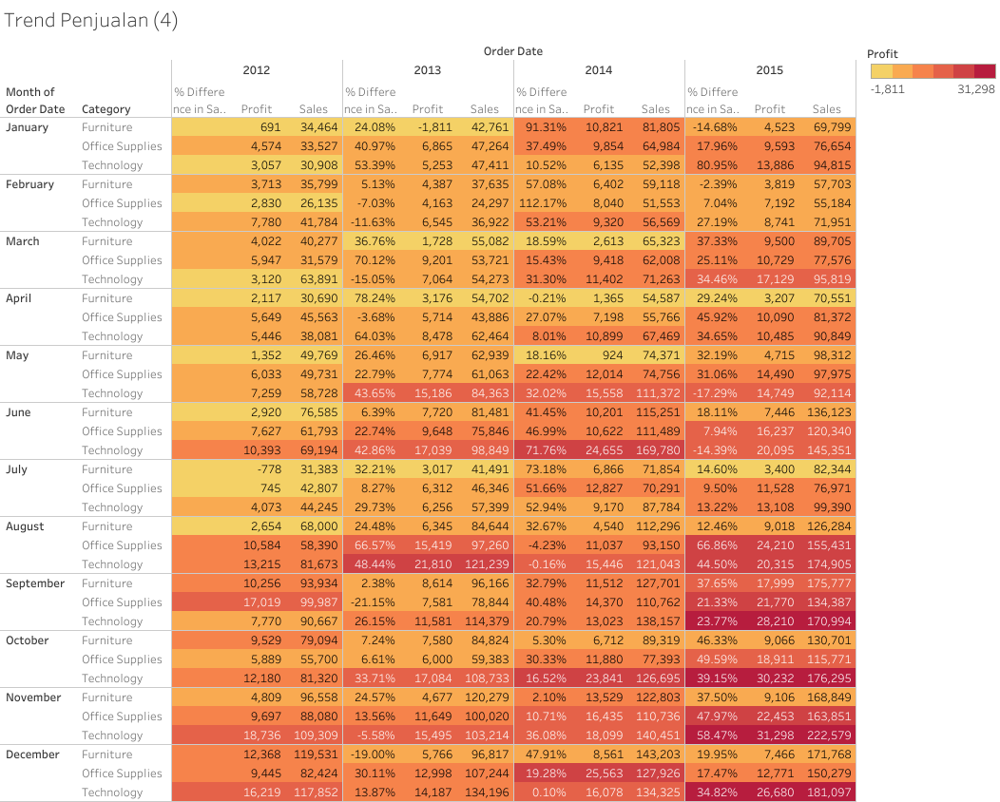 Trend Penjualan (4)
Order Date
Profit
2012 2013 2014 2015
-1,811 31,298
Month of % Differe % Differe % Differe % Differe
Order Date Category nce in Sa.. Profit Sales nce in Sa.. Profit Sales nce in Sa.. Profit Sales nce in Sa.. Profit Sales
January Furniture 691 34,464 24.08% -1,811 42,761 91.31% 10,821 81,805 -14.68% 4,523 69,799
Office Supplies 4,574 33,527 40.97% 6,865 47,264 37.49% 9,854 64,984 17.96% 9,593 76,654
Technology 3,057 30,908 53.39% 5,253 47,411 10.52% 6,135 52,398 80.95% 13,886 94,815
February Furniture 3,713 35,799 5.13% 4,387 37,635 57.08% 6,402 59,118 -2.39% 3,819 57,703
Office Supplies 2,830 26,135 -7.03% 4,163 24,297 112.17% 8,040 51,553 7.04% 7,192 55,184
Technology 7,780 41,784 -11.63% 6,545 36,922 53.21% 9,320 56,569 27.19% 8,741 71,951
March Furniture 4,022 40,277 36.76% 1,728 55,082 18.59% 2,613 65,323 37.33% 9,500 89,705
Office Supplies 5,947 31,579 70.12% 9,201 53,721 15.43% 9,418 62,008 25.11% 10,729 77,576
Technology 3,120 63,891 -15.05% 7,064 54,273 31.30% 11,402 71,263 34.46% 17,129 95,819
April Furniture 2,117 30,690 78.24% 3,176 54,702 -0.21% 1,365 54,587 29.24% 3,207 70,551
Office Supplies 5,649 45,563 -3.68% 5,714 43,886 27.07% 7,198 55,766 45.92% 10,090 81,372
Technology 5,446 38,081 64.03% 8,478 62,464 8.01% 10,899 67,469 34.65% 10,485 90,849
May Furniture 1,352 49,769 26.46% 6,917 62,939 18.16% 924 74,371 32.19% 4,715 98,312
Office Supplies 6,033 49,731 22.79% 7,774 61,063 22.42% 12,014 74,756 31.06% 14,490 97,975
Technology 7,259 58,728 43.65% 15,186 84,363 32.02% 15,558 111,372 -17.29% 14,749 92,114
June Furniture 2,920 76,585 6.39% 7,720 81,481 41.45% 10,201 115,251 18.11% 7,446 136,123
Office Supplies 7,627 61,793 22.74% 9,648 75,846 46.99% 10,622 111,489 7.94% 16,237 120,340
Technology 10,393 69,194 42.86% 17,039 98,849 71.76% 24,655 169,780 -14.39% 20,095 145,351
July Furniture -778 31,383 32.21% 3,017 41,491 73.18% 6,866 71,854 14.60% 3,400 82,344
Office Supplies 745 42,807 8.27% 6,312 46,346 51.66% 12,827 70,291 9.50% 11,528 76,971
Technology 4,073 44,245 29.73% 6,256 57,399 52.94% 9,170 87,784 13.22% 13,108 99,390
August Furniture 2,654 68,000 24.48% 6,345 84,644 32.67% 4,540 112,296 12.46% 9,018 126,284
Office Supplies 10,584 58,390 66.57% 15,419 97,260 -4.23% 11,037 93,150 66.86% 24,210 155,431
Technology 13,215 81,673 48.44% 21,810 121,239 -0.16% 15,446 121,043 44.50% 20,315 174,905
September Furniture 10,256 93,934 2.38% 8,614 96,166 32.79% 11,512 127,701 37.65% 17,999 175,777
Office Supplies 17,019 99,987 -21.15% 7,581 78,844 40.48% 14,370 110,762 21.33% 21,770 134,387
Technology 7,770 90,667 26.15% 11,581 114,379 20.79% 13,023 138,157 23.77% 28,210 170,994
October Furniture 9,529 79,094 7.24% 7,580 84,824 5.30% 6,712 89,319 46.33% 9,066 130,701
Office Supplies 5,889 55,700 6.61% 6,000 59,383 30.33% 11,880 77,393 49.59% 18,911 115,771
Technology 12,180 81,320 33.71% 17,084 108,733 16.52% 23,841 126,695 39.15% 30,232 176,295
November Furniture 4,809 96,558 24.57% 4,677 120,279 2.10% 13,529 122,803 37.50% 9,106 168,849
Office Supplies 9,697 88,080 13.56% 11,649 100,020 10.71% 16,435 110,736 47.97% 22,453 163,851
Technology 18,736 109,309 -5.58% 15,495 103,214 36.08% 18,099 140,451 58.47% 31,298 222,579
December Furniture 12,368 119,531 -19.00% 5,766 96,817 47.91% 8,561 143,203 19.95% 7,466 171,768
Office Supplies 9,445 82,424 30.11% 12,998 107,244 19.28% 25,563 127,926 17.47% 12,771 150,279
Technology 16,219 117,852 13.87% 14,187 134,196 0.10% 16,078 134,325 34.82% 26,680 181,097